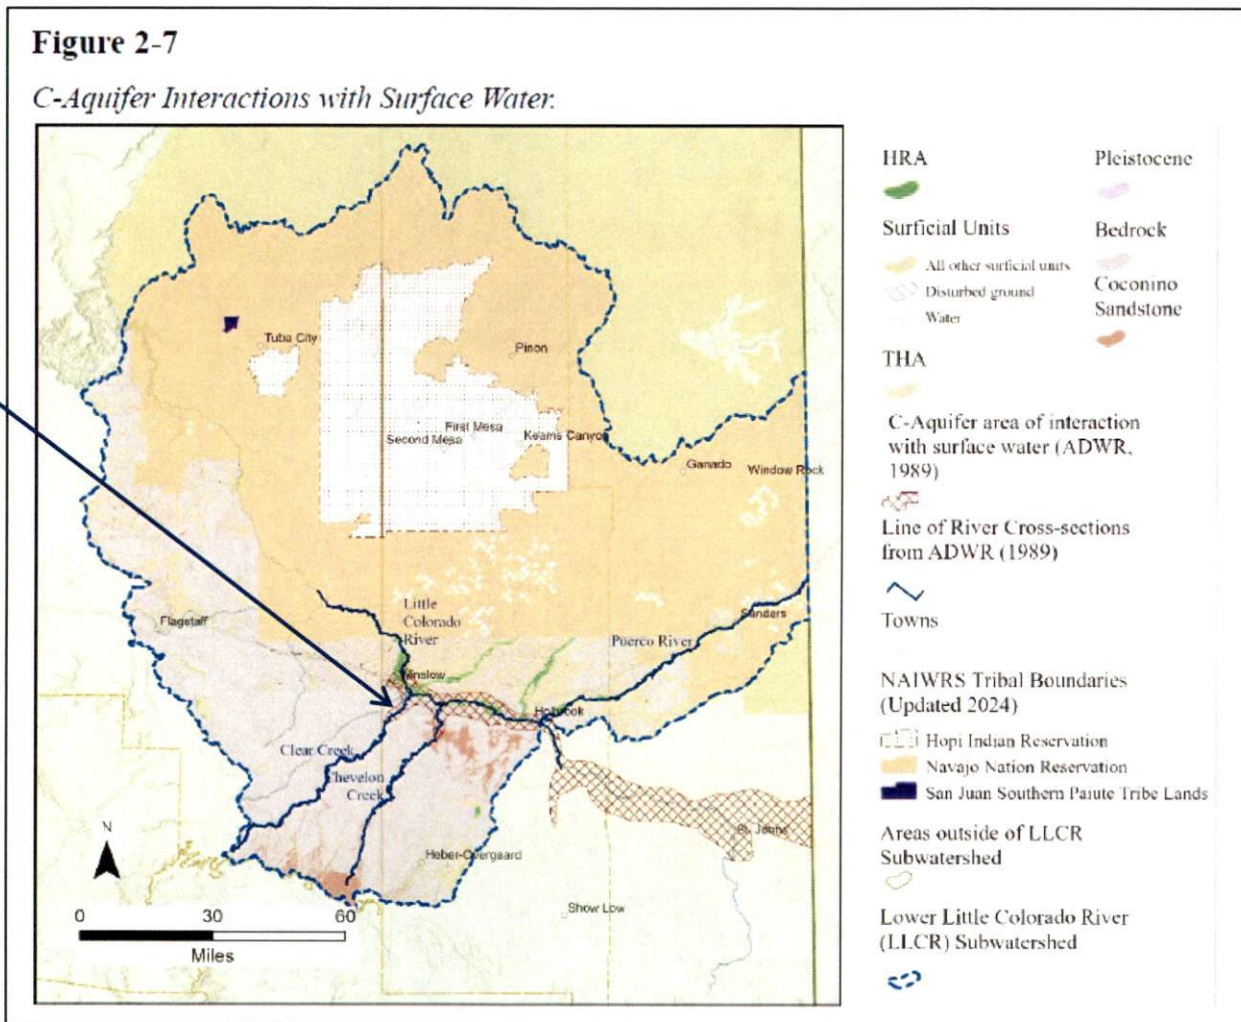 Figure 2-7
C-Aquifer Interactions with Surface Water.
Tuba City
Pinon
First Mesa
Second Mesa
Keams Canyon
Ganado
Window Rock
Little
Colorado
River
Flagstaff
Sanders
Puerco River
Winslow
Holbrook
Clear Creek
Chevelon
Creek
St. Johns
Heber-Overgaard
Show Low
N
0 30 60
Miles
HRA
Surficial Units
All other surficial units
Disturbed ground
Water
THA
Pleistocene
Bedrock
Coconino
Sandstone
C-Aquifer area of interaction
with surface water (ADWR,
1989)
Line of River Cross-sections
from ADWR (1989)
Towns
NAIWRS Tribal Boundaries
(Updated 2024)
Hopi Indian Reservation
Navajo Nation Reservation
San Juan Southern Paiute Tribe Lands
Areas outside of LLCR
Subwatershed
Lower Little Colorado River
(LLCR) Subwatershed